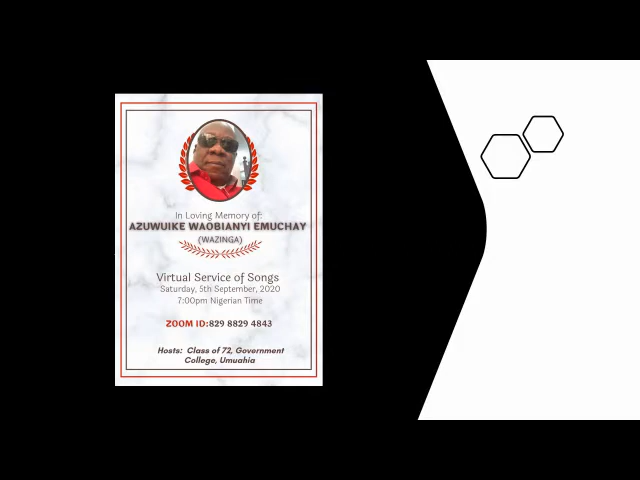 In Loving Memory of:
AZUWUIKE WAOBIANYI EMUCHAY
(WAZINGA)
Virtual Service of Songs
Saturday, 5th September, 2020
7:00pm Nigerian Time
ZOOM ID:829 8829 4843
Hosts: Class of 72, Government
College, Umuahia